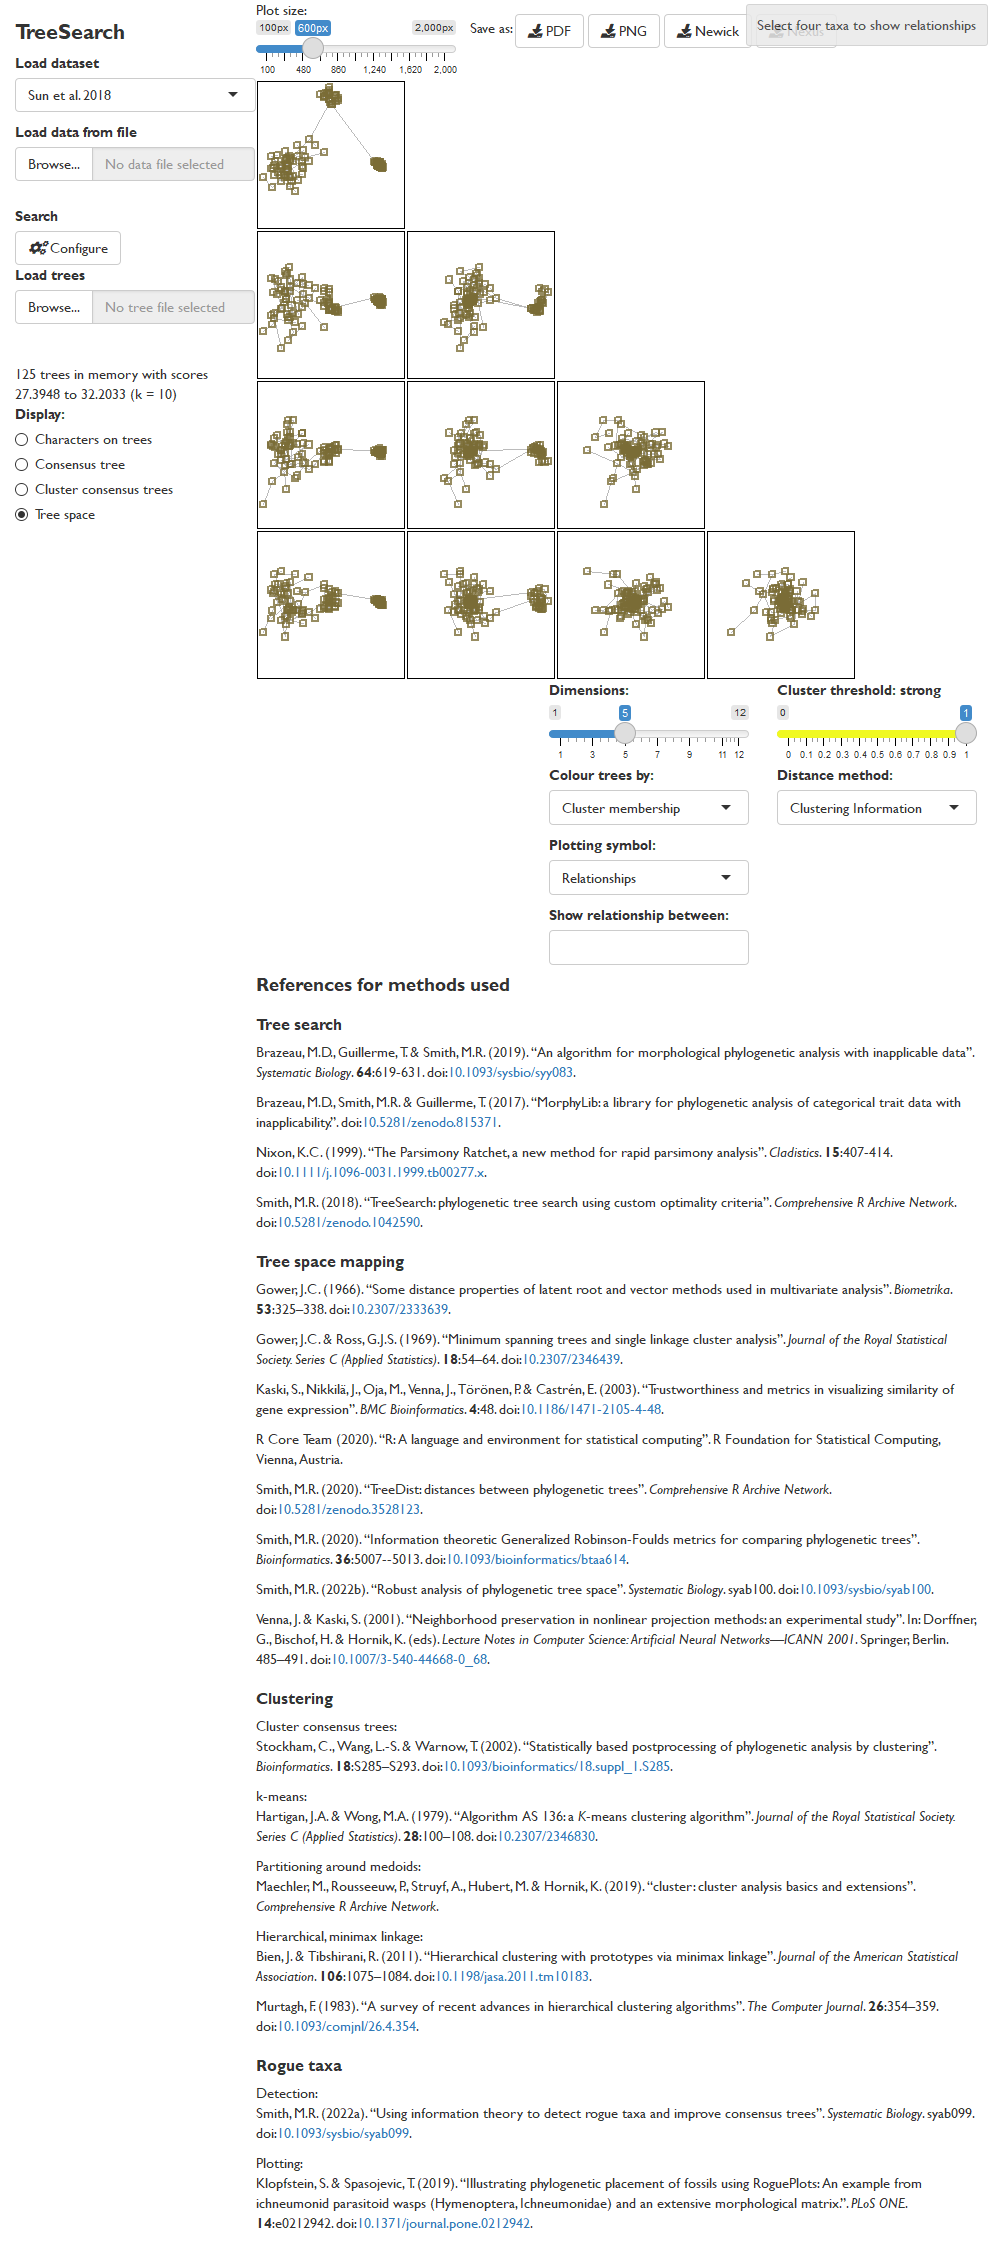 TreeSearch
Load dataset
Sun et al. 2018
Load data from file
Browse... No data file selected
Search
Configure
Load trees
Browse... No tree file selected
125 trees in memory with scores
27.3948 to 32.2033 (k = 10)
Display:
Characters on trees
Consensus tree
Cluster consensus trees
Tree space
Plot size:
100px 600px 2,000px
100 480 860 1,240 1,620 2,000
Save as: PDF PNG Newick Nexus
Select four taxa to show relationships
Dimensions:
1 5 12
1 3 5 7 9 11 12
Cluster threshold: strong
0 1
0 0.1 0.2 0.3 0.4 0.5 0.6 0.7 0.8 0.9 1
Colour trees by:
Cluster membership
Distance method:
Clustering Information
Plotting symbol:
Relationships
Show relationship between:
References for methods used
Tree search
Brazeau, M.D., Guillerme, T. & Smith, M.R. (2019). “An algorithm for morphological phylogenetic analysis with inapplicable data”.
Systematic Biology. 64:619-631. doi:10.1093/sysbio/syy083.
Brazeau, M.D., Smith, M.R. & Guillerme, T. (2017). “MorphyLib: a library for phylogenetic analysis of categorical trait data with
inapplicability.”. doi:10.5281/zenodo.815371.
Nixon, K.C. (1999). “The Parsimony Ratchet, a new method for rapid parsimony analysis”. Cladistics. 15:407-414.
doi:10.1111/j.1096-0031.1999.tb00277.x.
Smith, M.R. (2018). “TreeSearch: phylogenetic tree search using custom optimality criteria”. Comprehensive R Archive Network.
doi:10.5281/zenodo.1042590.
Tree space mapping
Gower, J.C. (1966). “Some distance properties of latent root and vector methods used in multivariate analysis”. Biometrika.
53:325–338. doi:10.2307/2333639.
Gower, J.C. & Ross, G.J.S. (1969). “Minimum spanning trees and single linkage cluster analysis”. Journal of the Royal Statistical
Society. Series C (Applied Statistics). 18:54–64. doi:10.2307/2346439.
Kaski, S., Nikkilä, J., Oja, M., Venna, J., Törönen, P. & Castrén, E. (2003). “Trustworthiness and metrics in visualizing similarity of
gene expression”. BMC Bioinformatics. 4:48. doi:10.1186/1471-2105-4-48.
R Core Team (2020). “R: A language and environment for statistical computing”. R Foundation for Statistical Computing,
Vienna, Austria.
Smith, M.R. (2020). “TreeDist: distances between phylogenetic trees”. Comprehensive R Archive Network.
doi:10.5281/zenodo.3528123.
Smith, M.R. (2020). “Information theoretic Generalized Robinson-Foulds metrics for comparing phylogenetic trees”.
Bioinformatics. 36:5007--5013. doi:10.1093/bioinformatics/btaa614.
Smith, M.R. (2022b). “Robust analysis of phylogenetic tree space”. Systematic Biology. syab100. doi:10.1093/sysbio/syab100.
Venna, J. & Kaski, S. (2001). “Neighborhood preservation in nonlinear projection methods: an experimental study”. In: Dorffner,
G., Bischof, H. & Hornik, K. (eds). Lecture Notes in Computer Science: Artificial Neural Networks—ICANN 2001. Springer, Berlin.
485–491. doi:10.1007/3-540-44668-0_68.
Clustering
Cluster consensus trees:
Stockham, C., Wang, L.-S. & Warnow, T. (2002). “Statistically based postprocessing of phylogenetic analysis by clustering”.
Bioinformatics. 18:S285–S293. doi:10.1093/bioinformatics/18.suppl_1.S285.
k-means:
Hartigan, J.A. & Wong, M.A. (1979). “Algorithm AS 136: a K-means clustering algorithm”. Journal of the Royal Statistical Society.
Series C (Applied Statistics). 28:100–108. doi:10.2307/2346830.
Partitioning around medoids:
Maechler, M., Rousseeuw, P., Struyf, A., Hubert, M. & Hornik, K. (2019). “cluster: cluster analysis basics and extensions”.
Comprehensive R Archive Network.
Hierarchical, minimax linkage:
Bien, J. & Tibshirani, R. (2011). “Hierarchical clustering with prototypes via minimax linkage”. Journal of the American Statistical
Association. 106:1075–1084. doi:10.1198/jasa.2011.tm10183.
Murtagh, F. (1983). “A survey of recent advances in hierarchical clustering algorithms”. The Computer Journal. 26:354–359.
doi:10.1093/comjnl/26.4.354.
Rogue taxa
Detection:
Smith, M.R. (2022a). “Using information theory to detect rogue taxa and improve consensus trees”. Systematic Biology. syab099.
doi:10.1093/sysbio/syab099.
Plotting:
Klopfstein, S. & Spasojevic, T. (2019). “Illustrating phylogenetic placement of fossils using RoguePlots: An example from
ichneumonid parasitoid wasps (Hymenoptera, Ichneumonidae) and an extensive morphological matrix.”. PLoS ONE.
14:e0212942. doi:10.1371/journal.pone.0212942.